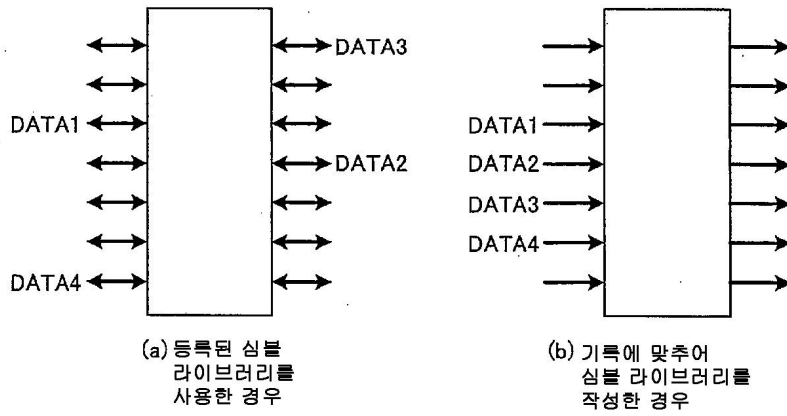 DATA3
DATA1
DATA2
DATA4
(a) 등록된 심볼
라이브러리를
사용한 경우
DATA1
DATA2
DATA3
DATA4
(b) 기록에 맞추어
심볼 라이브러리를
작성한 경우